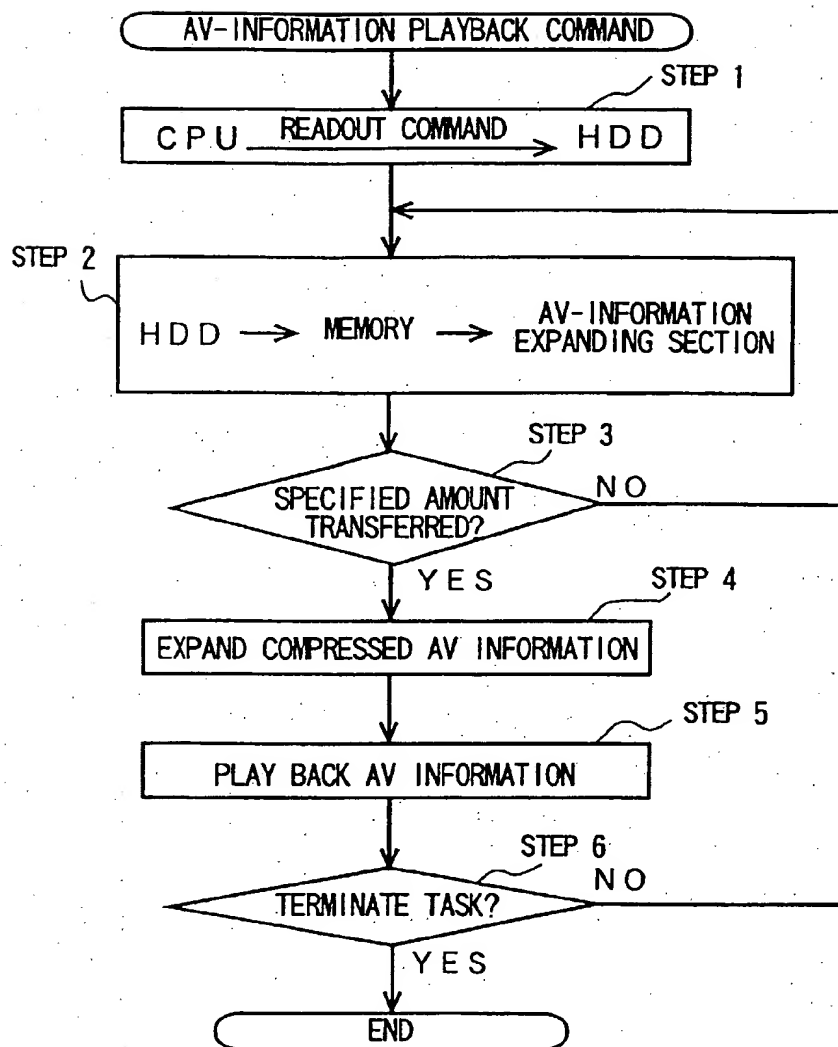 AV-INFORMATION PLAYBACK COMMAND
STEP 1
CPU READOUT COMMAND HDD
STEP 2
HDD MEMORY AV-INFORMATION
EXPANDING SECTION
STEP 3
SPECIFIED AMOUNT
TRANSFERRED?
NO
YES
STEP 4
EXPAND COMPRESSED AV INFORMATION
STEP 5
PLAY BACK AV INFORMATION
STEP 6
TERMINATE TASK?
NO
YES
END